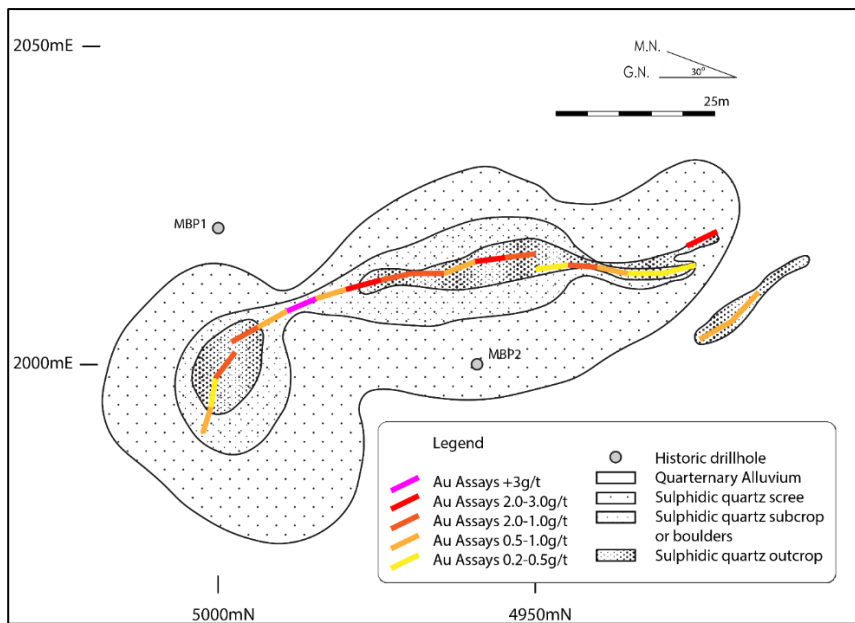 2050mE
M.N.
G.N.
30°
25m
MBP1
2000mE
MBP2
Legend
Au Assays +3g/t
Au Assays 2.0-3.0g/t
Au Assays 2.0-1.0g/t
Au Assays 0.5-1.0g/t
Au Assays 0.2-0.5g/t
Historic drillhole
Quarternary Alluvium
Sulphidic quartz scree
Sulphidic quartz subcrop
or boulders
Sulphidic quartz outcrop
5000mN
4950mN